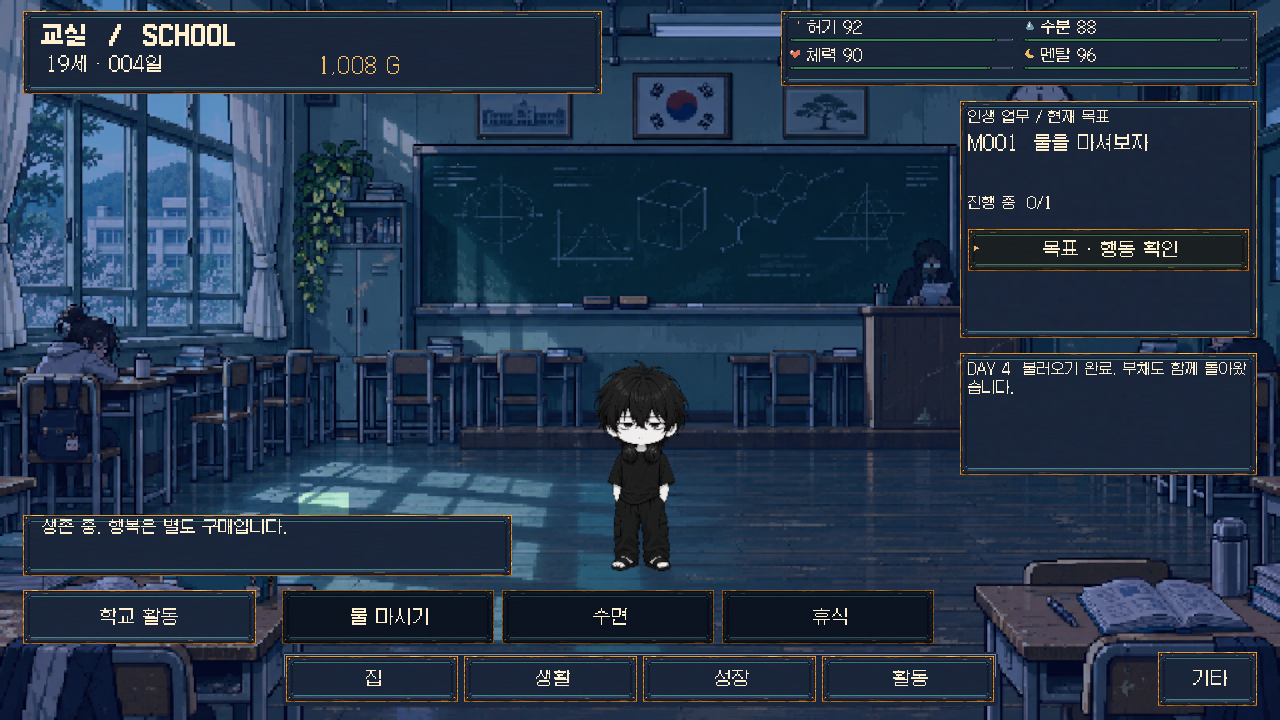 교실 / SCHOOL
19세 · 004일
1,008 G
허기 92
수분 88
체력 90
멘탈 96
인생 업무 / 현재 목표
M001 물을 마셔보자
진행 중 0/1
목표 · 행동 확인
DAY 4 불러오기 완료. 부채도 함께 돌아왔
습니다.
생존 중. 행복은 별도 구매입니다.
학교 활동
물 마시기
수면
휴식
집
생활
성장
활동
기타